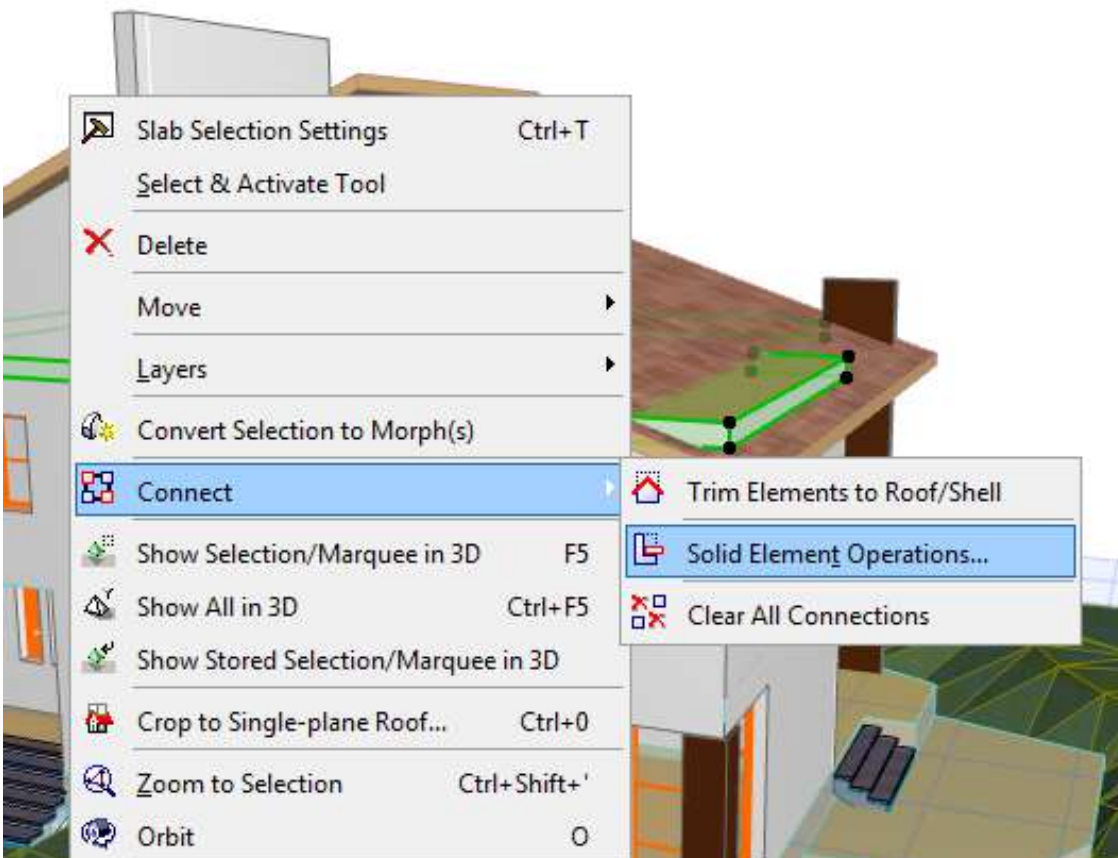 Slab Selection Settings Ctrl+T
Select & Activate Tool
Delete
Move
Layers
Convert Selection to Morph(s)
Connect
Show Selection/Marquee in 3D F5
Show All in 3D Ctrl+F5
Show Stored Selection/Marquee in 3D
Crop to Single-plane Roof... Ctrl+0
Zoom to Selection Ctrl+Shift+'
Orbit O
Trim Elements to Roof/Shell
Solid Element Operations...
Clear All Connections